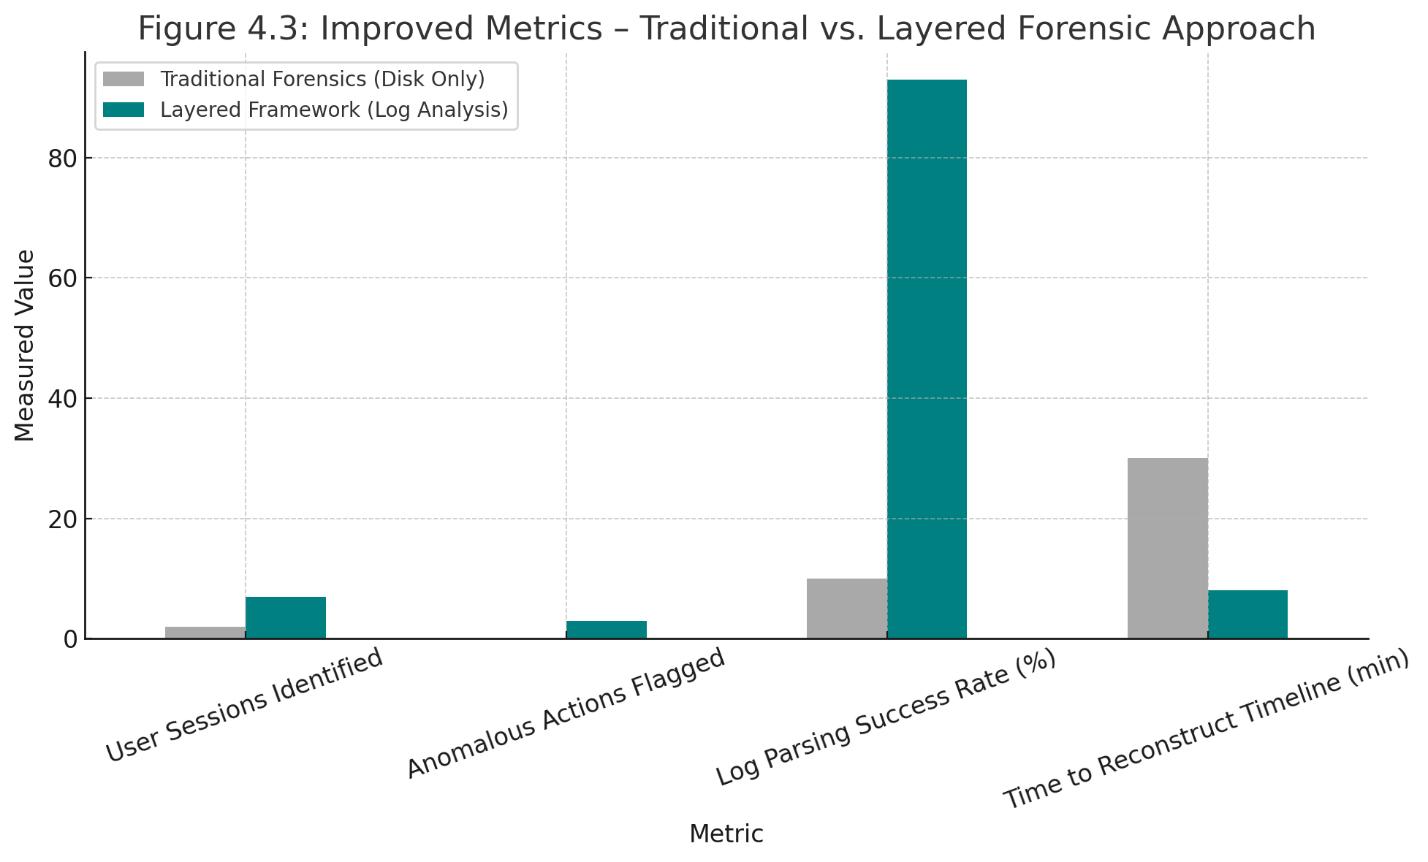 Figure 4.3: Improved Metrics – Traditional vs. Layered Forensic Approach
Traditional Forensics (Disk Only)
Layered Framework (Log Analysis)
Measured Value
80
60
40
20
0
User Sessions Identified
Anomalous Actions Flagged
Log Parsing Success Rate (%)
Time to Reconstruct Timeline (min)
Metric